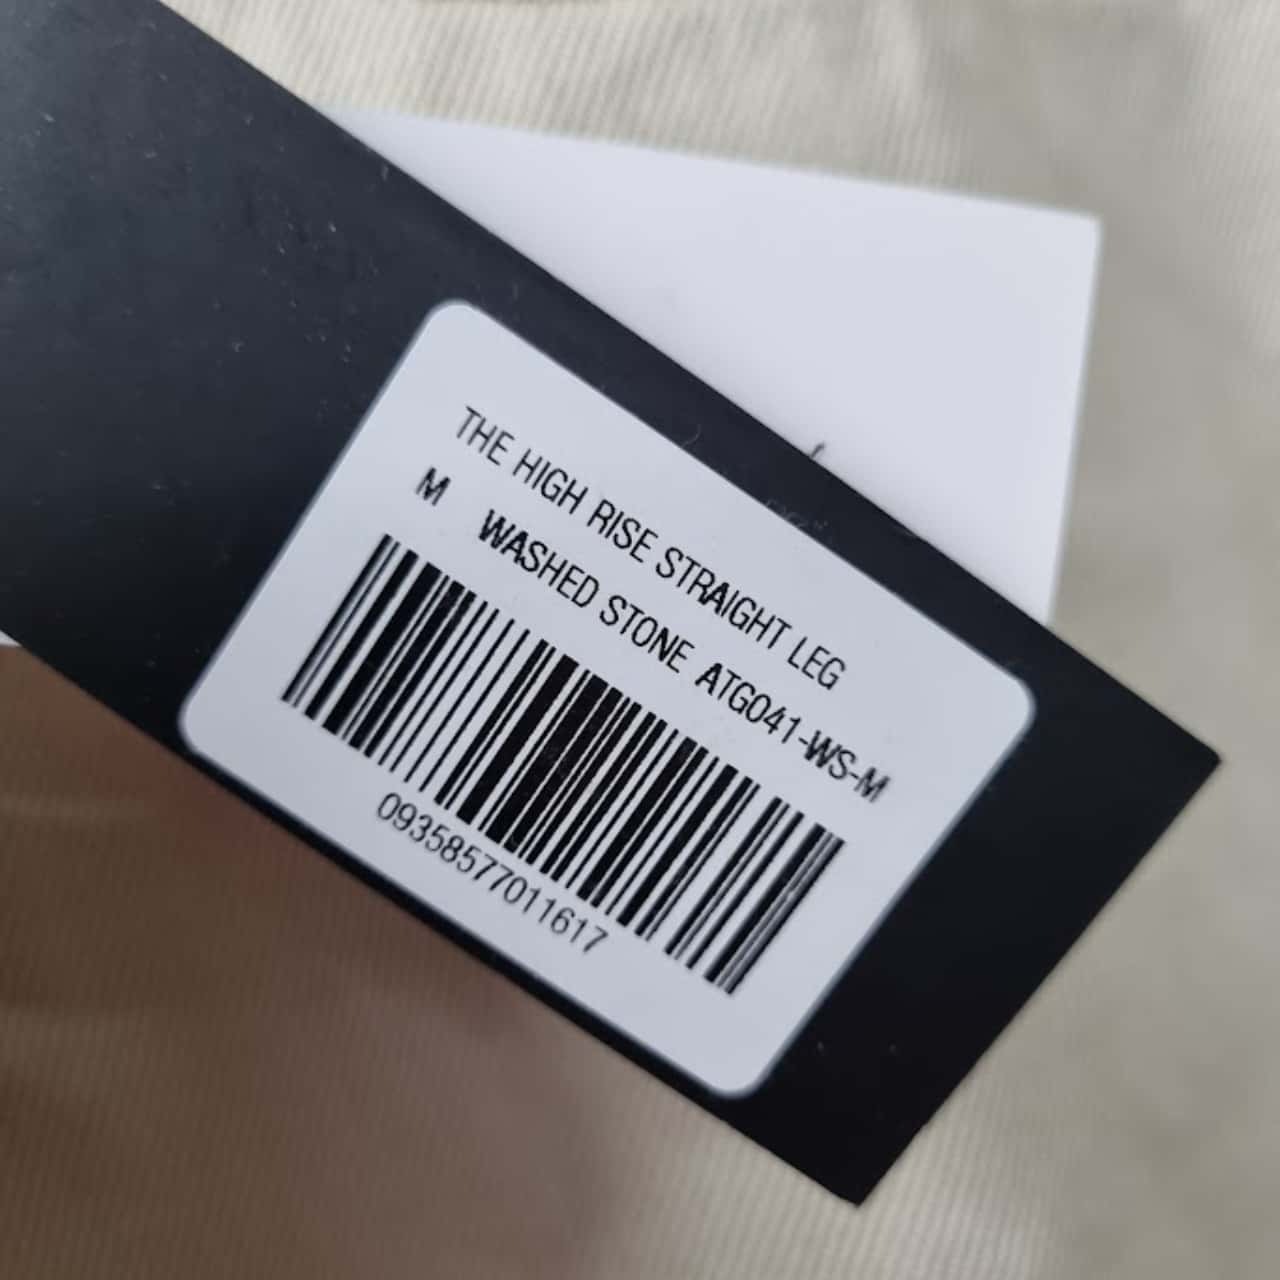 THE HIGH RISE STRAIGHT LEG
M WASHED STONE ATG041-WS-M
09358577011617